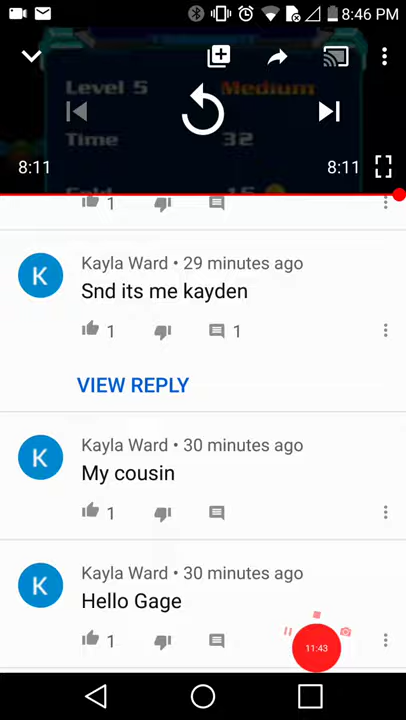 8:46 PM
Level 5 Medium
Time 32
8:11 8:11
1
Kayla Ward • 29 minutes ago
Snd its me kayden
1 1
VIEW REPLY
K
Kayla Ward • 30 minutes ago
My cousin
1
K
Kayla Ward • 30 minutes ago
Hello Gage
1
K
11:43